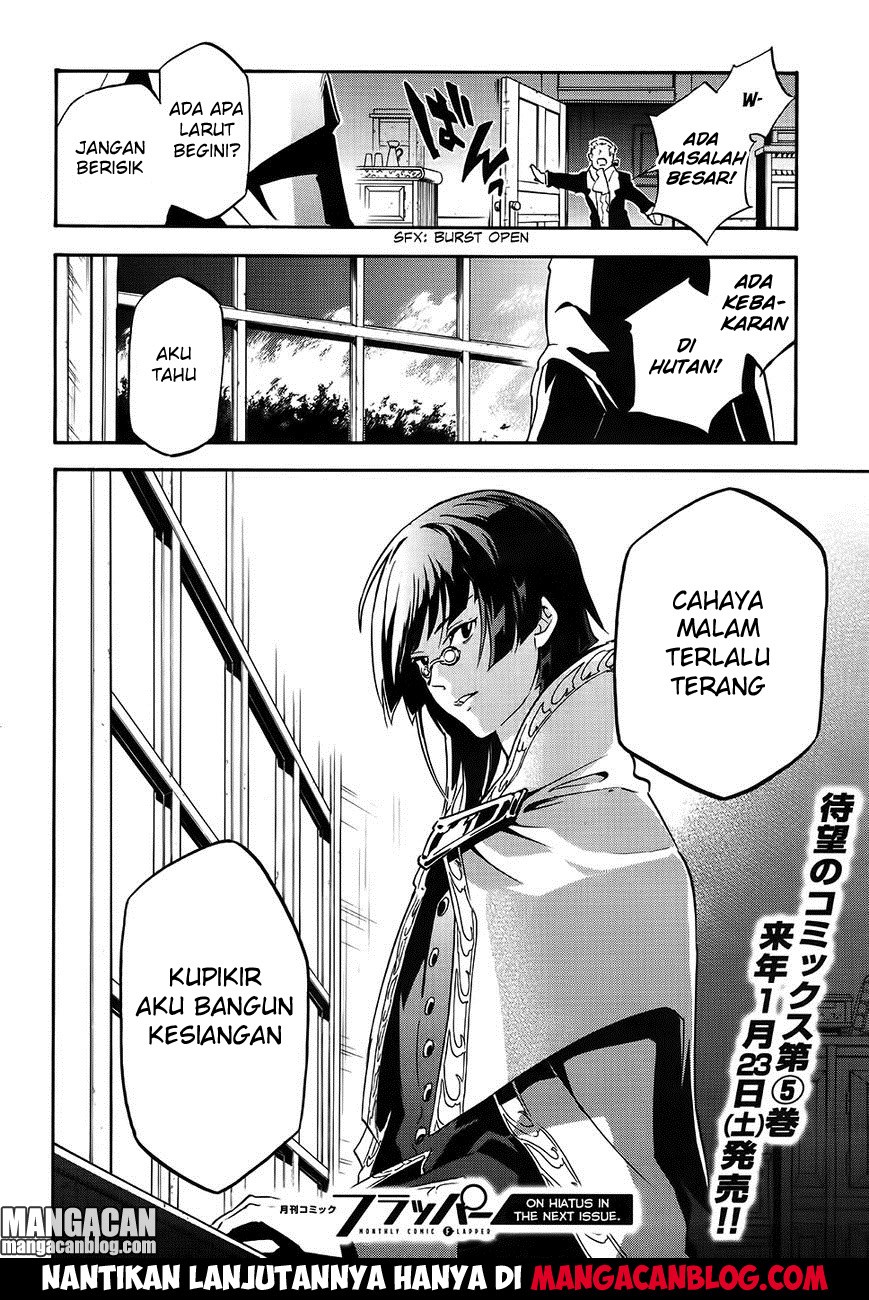 W-
ADA
MASALAH
BESAR!
ばんっ
ADA APA
LARUT
BEGINI?
JANGAN
BERISIK
SFX: BURST OPEN
ADA
KEBA-
KARAN
DI
HUTAN!
AKU
TAHU
CAHAYA
MALAM
TERLALU
TERANG
KUPIKIR
AKU BANGUN
KESIANGAN
待望のコミックス第⑤巻
来年1月23日(土)発売!!
月刊コミック
フラッパー
MONTHLY COMIC FLAPPER
ON HIATUS IN
THE NEXT ISSUE.
MANGACAN
mangacanblog.com
NANTIKAN LANJUTANNYA HANYA DI MANGACANBLOG.COM